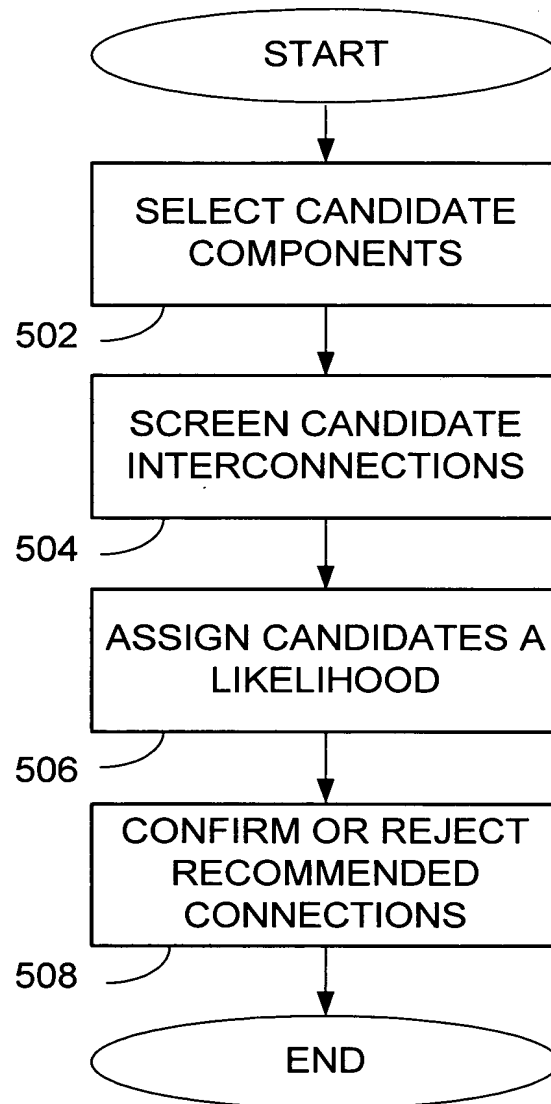 START
SELECT CANDIDATE
COMPONENTS
502
SCREEN CANDIDATE
INTERCONNECTIONS
504
ASSIGN CANDIDATES A
LIKELIHOOD
506
CONFIRM OR REJECT
RECOMMENDED
CONNECTIONS
508
END